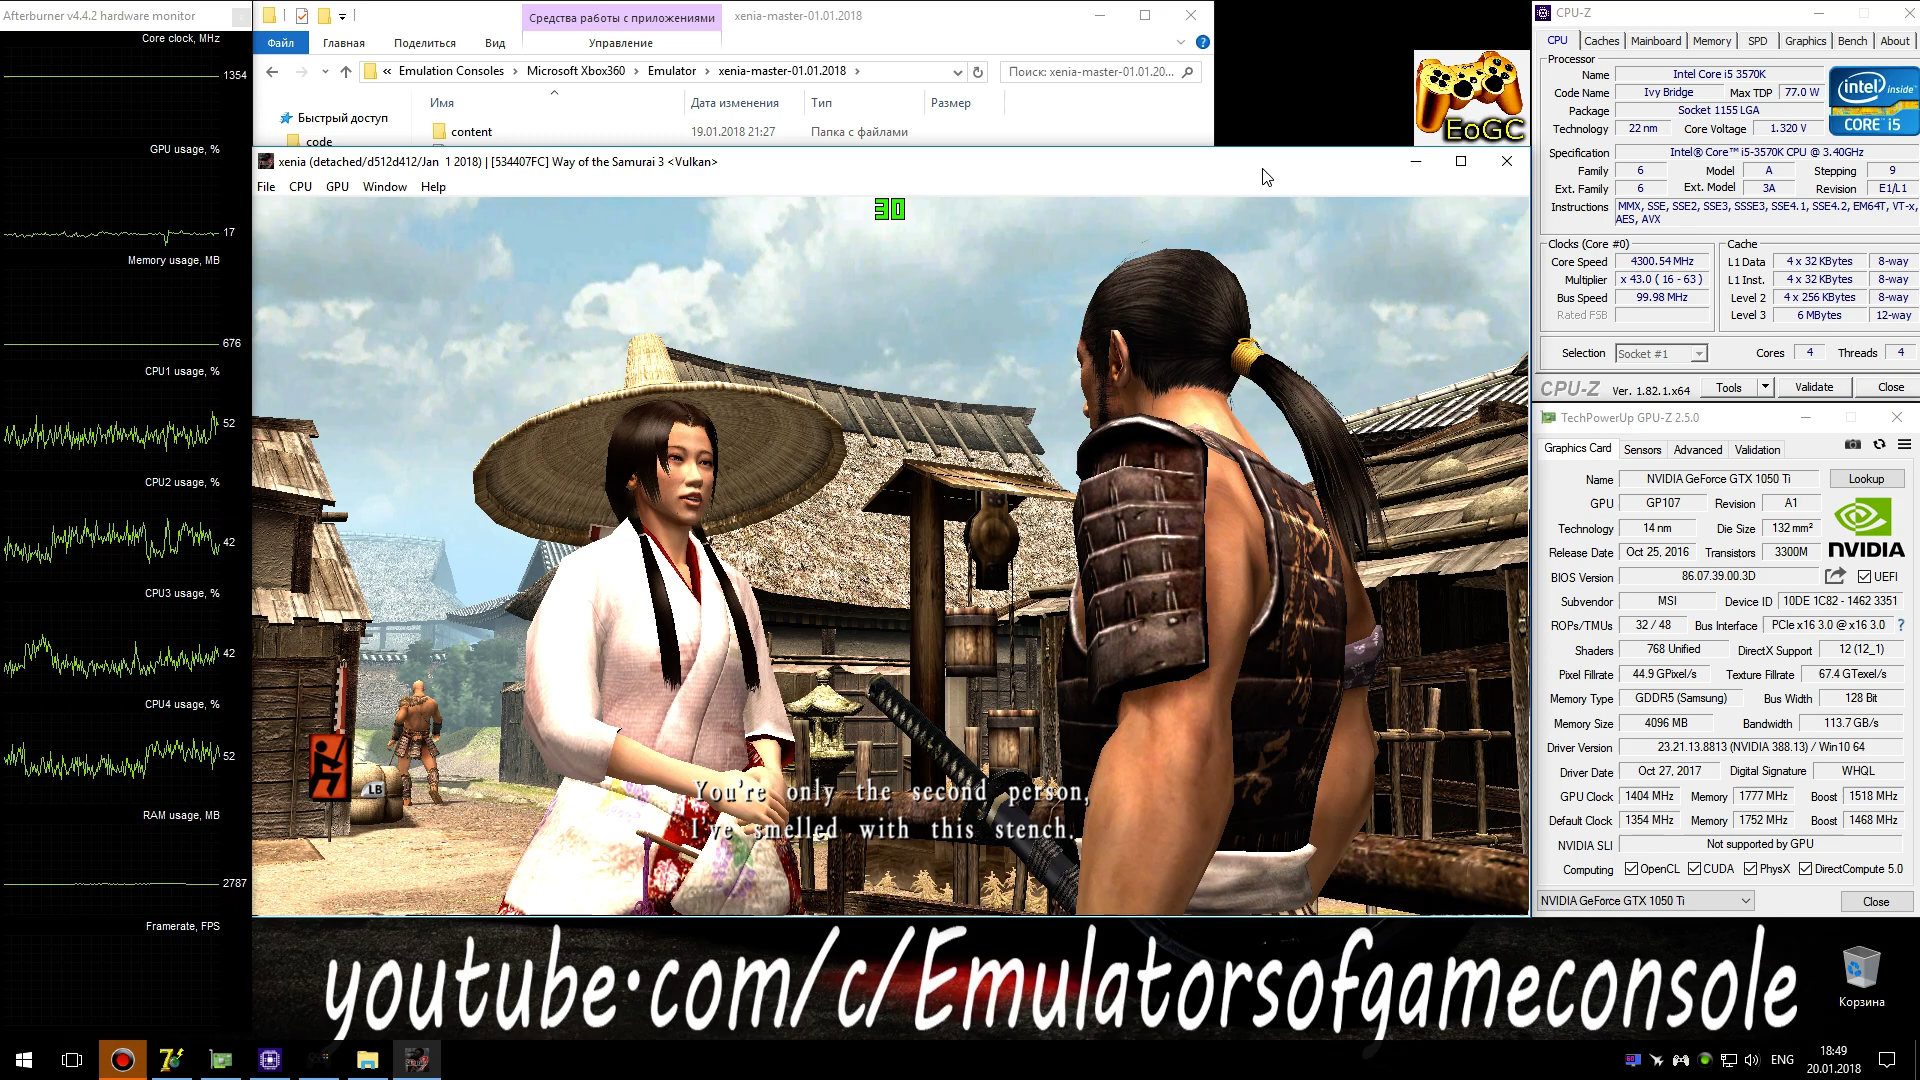 Afterburner v4.4.2 hardware monitor
Core clock, MHz
1354
GPU usage, %
17
Memory usage, MB
676
CPU1 usage, %
52
CPU2 usage, %
42
CPU3 usage, %
42
CPU4 usage, %
52
RAM usage, MB
2787
Framerate, FPS
Средства работы с приложениями
xenia-master-01.01.2018
Файл
Главная
Поделиться
Вид
Управление
« Emulation Consoles › Microsoft Xbox360 › Emulator › xenia-master-01.01.2018 ›
Поиск: xenia-master-01.01.20...
Имя
Дата изменения
Тип
Размер
Быстрый доступ
code
content
19.01.2018 21:27
Папка с файлами
EoGC
xenia (detached/d512d412/Jan 1 2018) | [534407FC] Way of the Samurai 3 <Vulkan>
File CPU GPU Window Help
30
LB
You're only the second person,
I've smelled with this stench.
CPU-Z
CPU Caches Mainboard Memory SPD Graphics Bench About
Processor
Name Intel Core i5 3570K
Code Name Ivy Bridge Max TDP 77.0 W
Package Socket 1155 LGA
Technology 22 nm Core Voltage 1.320 V
intel inside™
CORE i5
Specification Intel® Core™ i5-3570K CPU @ 3.40GHz
Family 6 Model A Stepping 9
Ext. Family 6 Ext. Model 3A Revision E1/L1
Instructions MMX, SSE, SSE2, SSE3, SSSE3, SSE4.1, SSE4.2, EM64T, VT-x,
AES, AVX
Clocks (Core #0)
Core Speed 4300.54 MHz
Multiplier x 43.0 ( 16 - 63 )
Bus Speed 99.98 MHz
Rated FSB
Cache
L1 Data 4 x 32 KBytes 8-way
L1 Inst. 4 x 32 KBytes 8-way
Level 2 4 x 256 KBytes 8-way
Level 3 6 MBytes 12-way
Selection Socket #1 Cores 4 Threads 4
CPU-Z Ver. 1.82.1.x64 Tools Validate Close
TechPowerUp GPU-Z 2.5.0
Graphics Card Sensors Advanced Validation
Name NVIDIA GeForce GTX 1050 Ti Lookup
GPU GP107 Revision A1
Technology 14 nm Die Size 132 mm²
Release Date Oct 25, 2016 Transistors 3300M
NVIDIA
BIOS Version 86.07.39.00.3D UEFI
Subvendor MSI Device ID 10DE 1C82 - 1462 3351
ROPs/TMUs 32 / 48 Bus Interface PCIe x16 3.0 @ x16 3.0 ?
Shaders 768 Unified DirectX Support 12 (12_1)
Pixel Fillrate 44.9 GPixel/s Texture Fillrate 67.4 GTexel/s
Memory Type GDDR5 (Samsung) Bus Width 128 Bit
Memory Size 4096 MB Bandwidth 113.7 GB/s
Driver Version 23.21.13.8813 (NVIDIA 388.13) / Win10 64
Driver Date Oct 27, 2017 Digital Signature WHQL
GPU Clock 1404 MHz Memory 1777 MHz Boost 1518 MHz
Default Clock 1354 MHz Memory 1752 MHz Boost 1468 MHz
NVIDIA SLI Not supported by GPU
Computing OpenCL CUDA PhysX DirectCompute 5.0
NVIDIA GeForce GTX 1050 Ti Close
youtube.com/c/Emulatorsofgameconsole
Корзина
ENG
18:49
20.01.2018